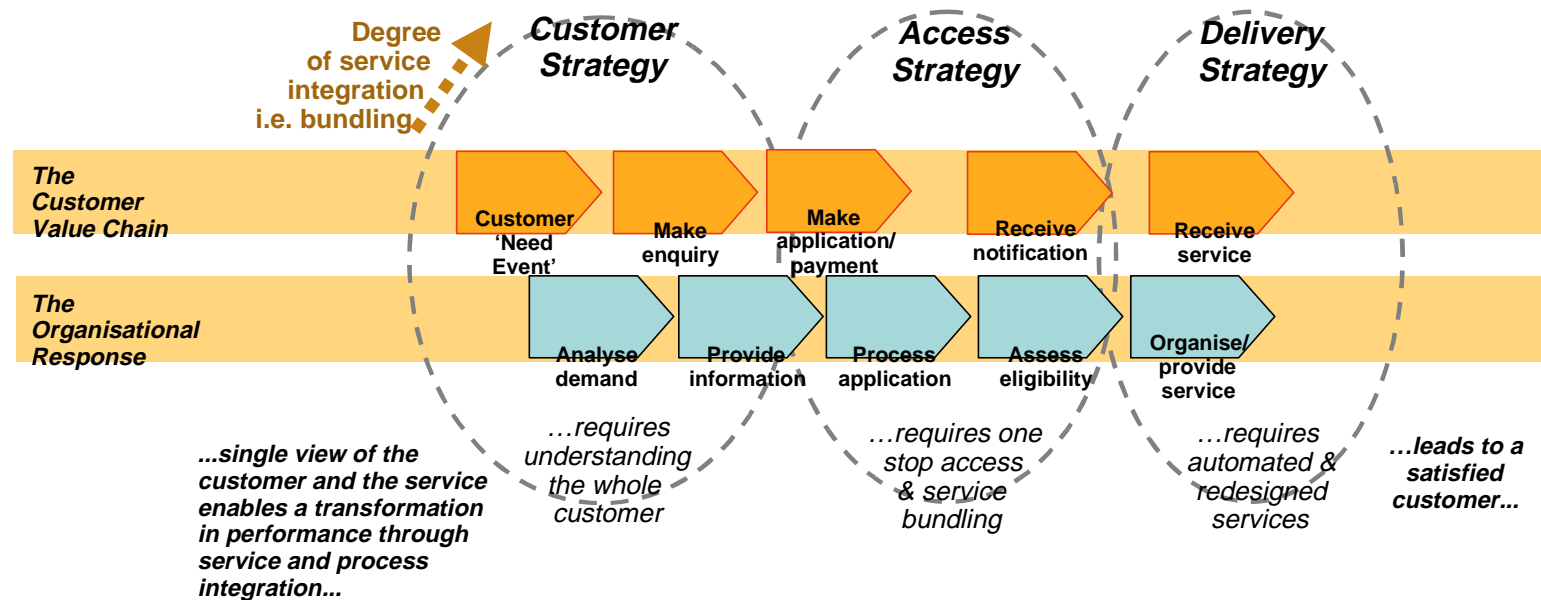 Degree
of service
integration
i.e. bundling
Customer
Strategy
Access
Strategy
Delivery
Strategy
The
Customer
Value Chain
Customer
‘Need
Event’
Make
enquiry
Make
application/
payment
Receive
notification
Receive
service
The
Organisational
Response
Analyse
demand
Provide
information
Process
application
Assess
eligibility
Organise/
provide
service
...single view of the
customer and the service
enables a transformation
in performance through
service and process
integration...
…requires
understanding
the whole
customer
…requires one
stop access
& service
bundling
…requires
automated &
redesigned
services
…leads to a
satisfied
customer...